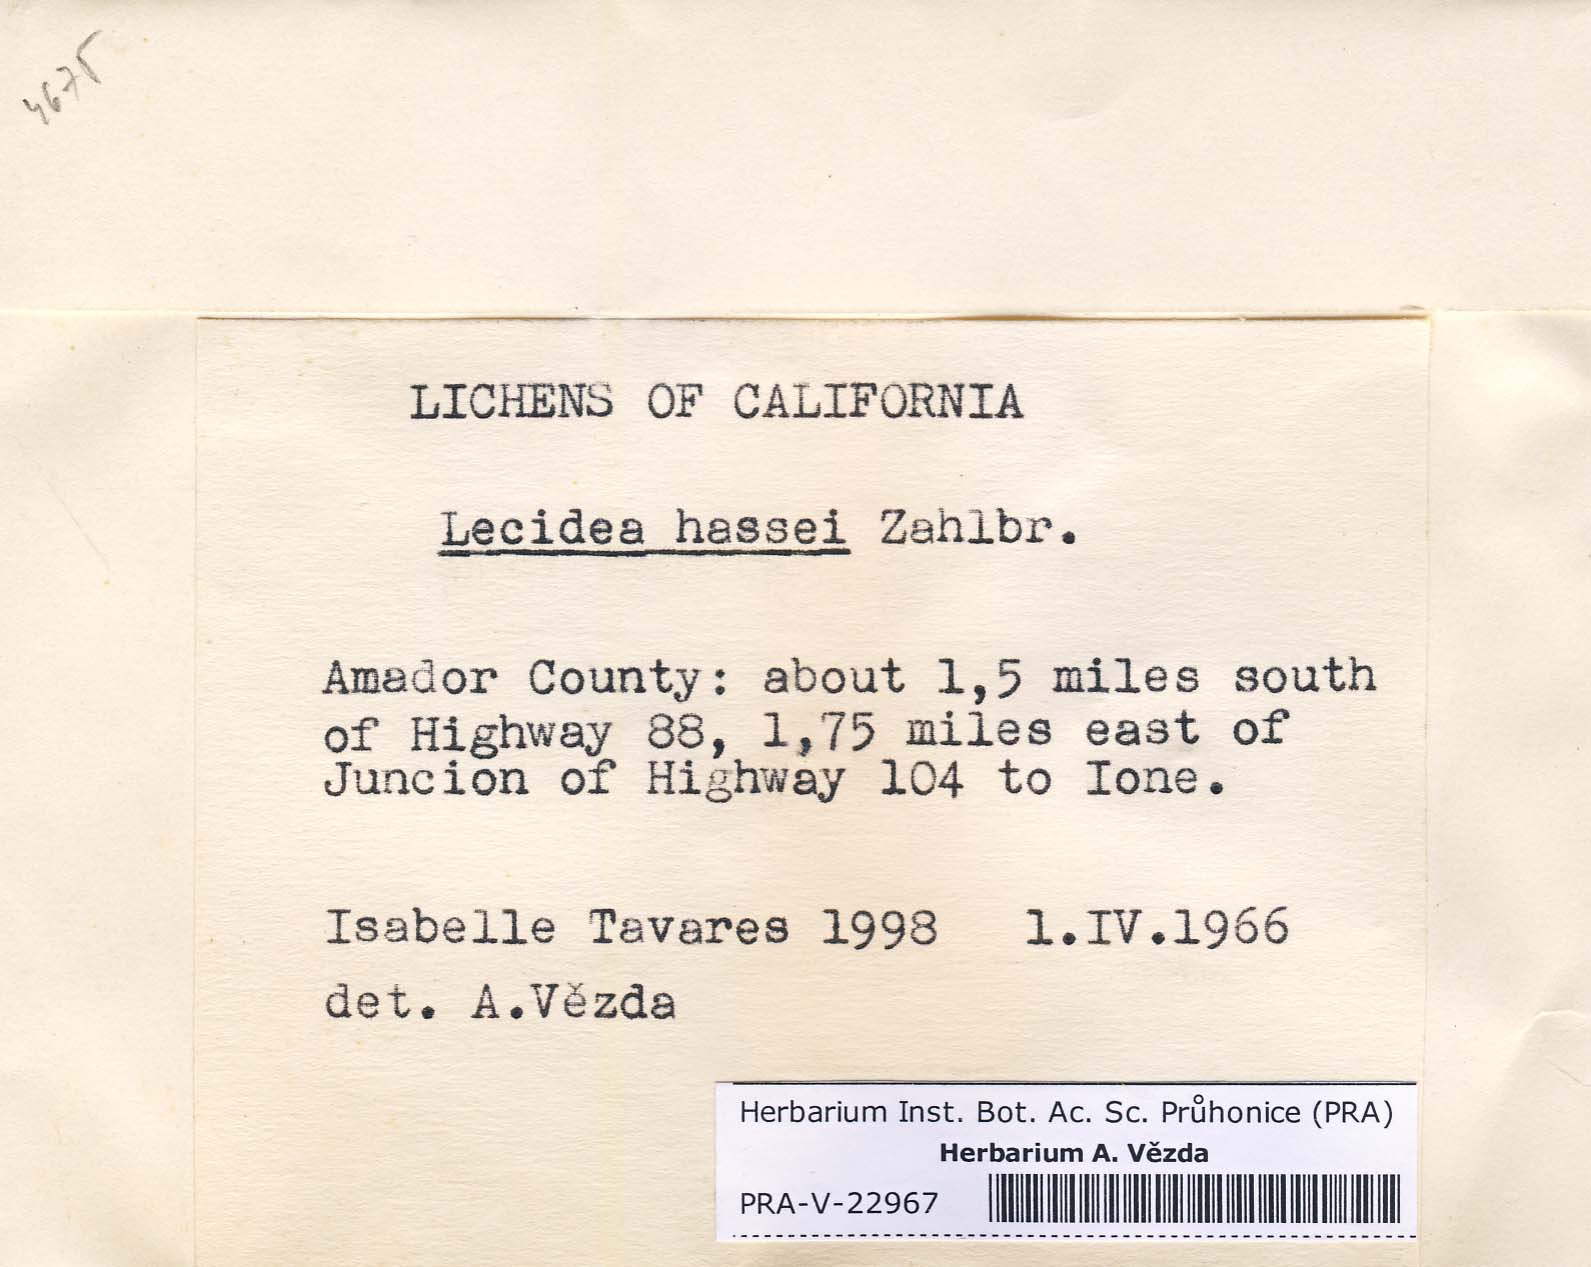 4675
LICHENS OF CALIFORNIA
Lecidea hassei Zahlbr.
Amador County: about 1,5 miles south
of Highway 88, 1,75 miles east of
Juncion of Highway 104 to Ione.
Isabelle Tavares 1998 1.IV.1966
det. A.Vězda
Herbarium Inst. Bot. Ac. Sc. Průhonice (PRA)
Herbarium A. Vězda
PRA-V-22967